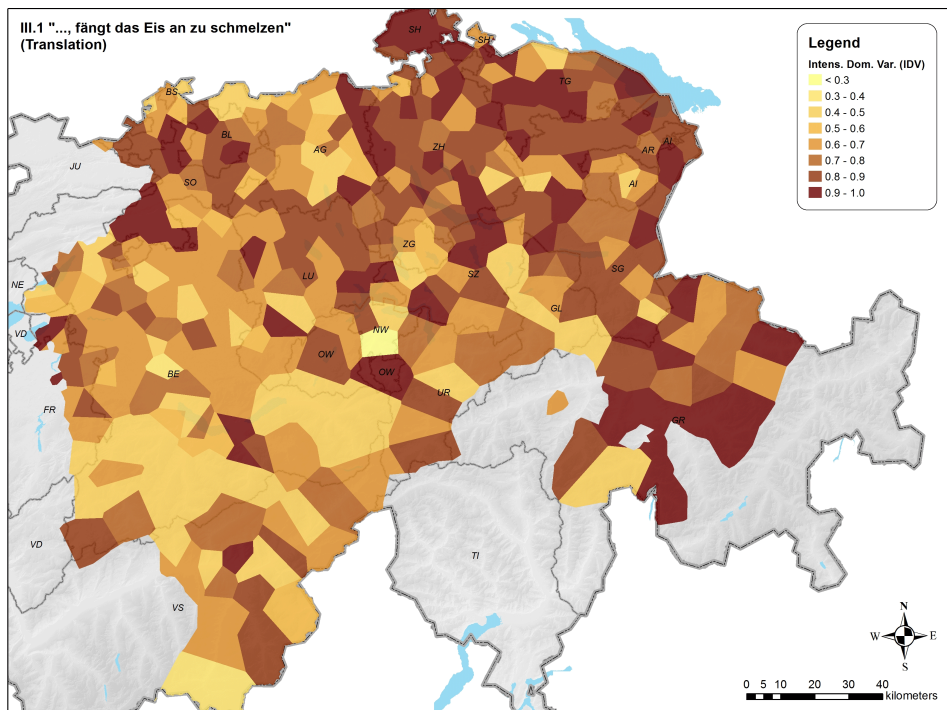 III.1 "..., fängt das Eis an zu schmelzen"
(Translation)
Legend
Intens. Dom. Var. (IDV)
< 0.3
0.3 - 0.4
0.4 - 0.5
0.5 - 0.6
0.6 - 0.7
0.7 - 0.8
0.8 - 0.9
0.9 - 1.0
SH
SH
TG
BS
BL
AG
ZH
AR
AI
JU
SO
AI
ZG
LU
SZ
SG
NE
GL
VD
NW
OW
BE
OW
UR
FR
GR
VD
TI
VS
N
W
E
S
0 5 10 20 30 40
kilometers